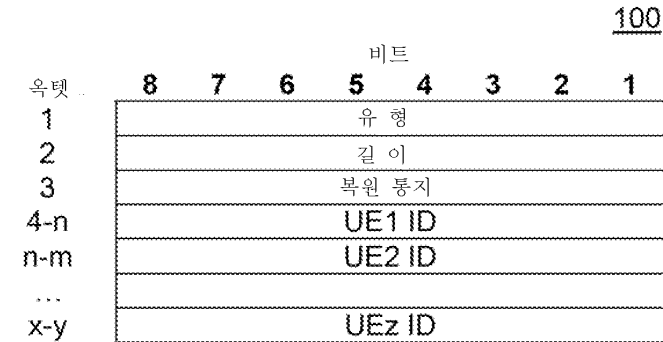 100
비트
옥텟 8 7 6 5 4 3 2 1
1 유 형
2 길 이
3 복원 통지
4-n UE1 ID
n-m UE2 ID
...
x-y UEz ID